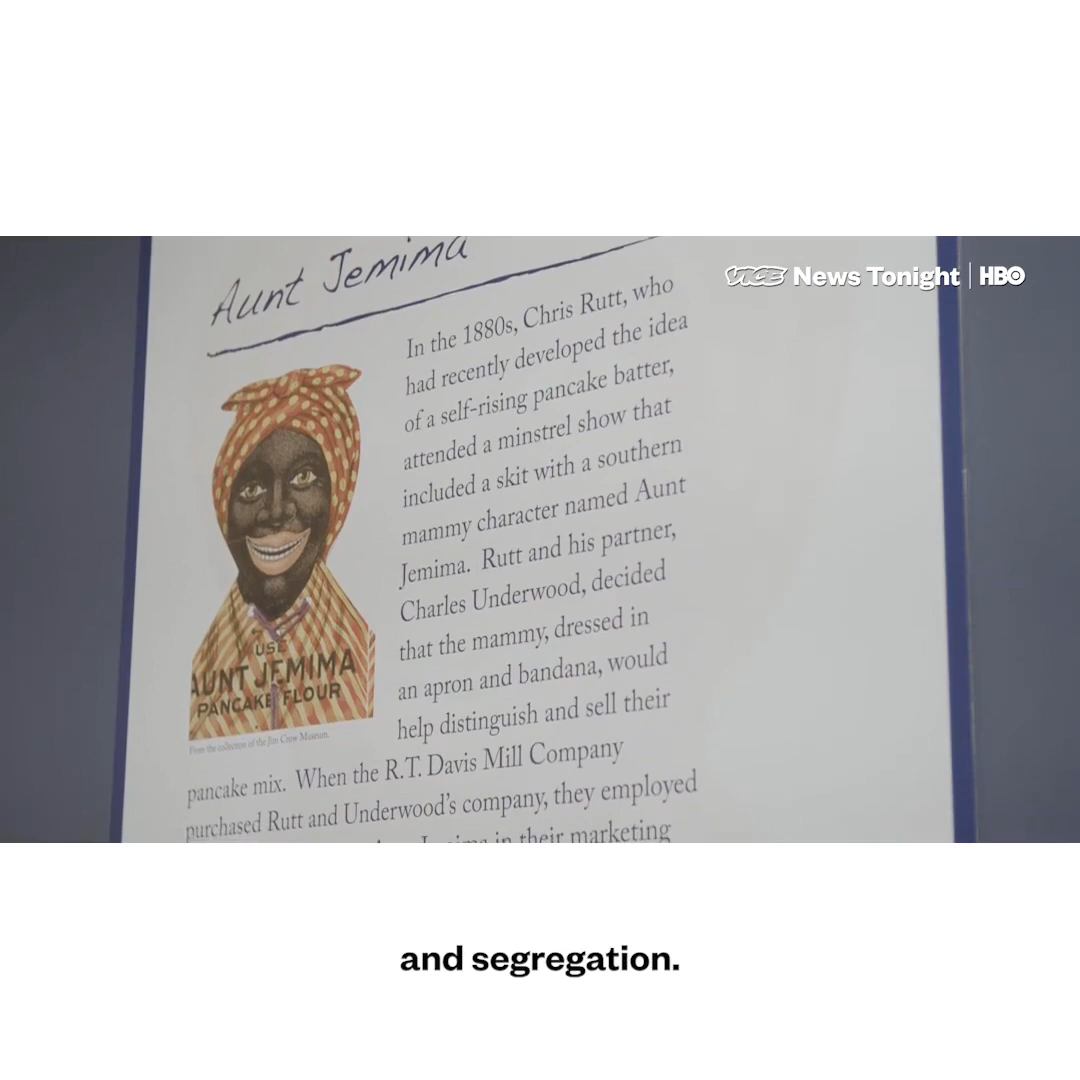 Aunt Jemima
VICE News Tonight | HBO
In the 1880s, Chris Rutt, who
had recently developed the idea
of a self-rising pancake batter,
attended a minstrel show that
included a skit with a southern
mammy character named Aunt
Jemima. Rutt and his partner,
Charles Underwood, decided
that the mammy, dressed in
an apron and bandana, would
help distinguish and sell their
pancake mix. When the R.T. Davis Mill Company
purchased Rutt and Underwood's company, they employed
in their marketing
USE
AUNT JEMIMA
PANCAKE FLOUR
From the collection of the Jim Crow Museum.
and segregation.